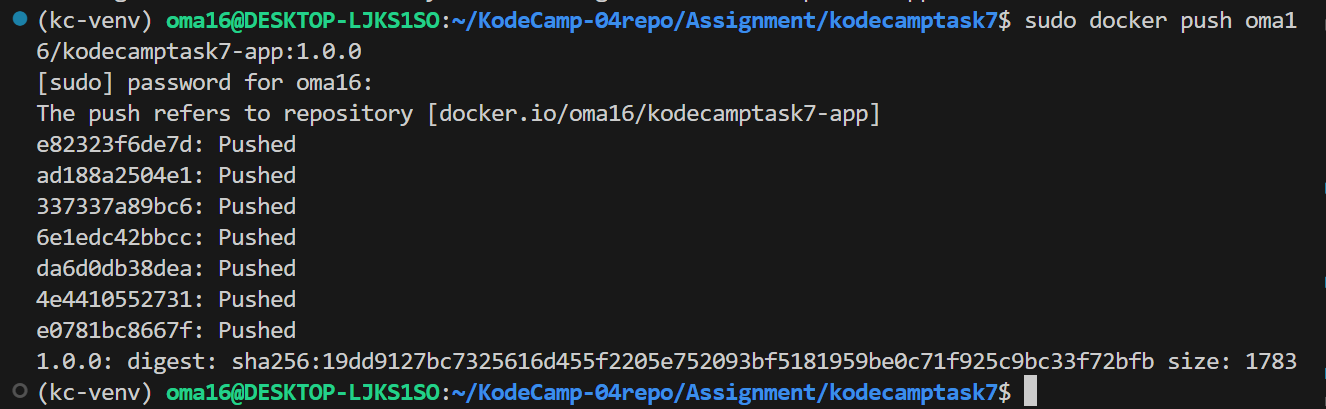 (kc-venv) oma16@DESKTOP-LJKS1SO:~/KodeCamp-04repo/Assignment/kodecamptask7$ sudo docker push oma1
6/kodecamptask7-app:1.0.0
[sudo] password for oma16:
The push refers to repository [docker.io/oma16/kodecamptask7-app]
e82323f6de7d: Pushed
ad188a2504e1: Pushed
337337a89bc6: Pushed
6e1edc42bbcc: Pushed
da6d0db38dea: Pushed
4e4410552731: Pushed
e0781bc8667f: Pushed
1.0.0: digest: sha256:19dd9127bc7325616d455f2205e752093bf5181959be0c71f925c9bc33f72bfb size: 1783
(kc-venv) oma16@DESKTOP-LJKS1SO:~/KodeCamp-04repo/Assignment/kodecamptask7$